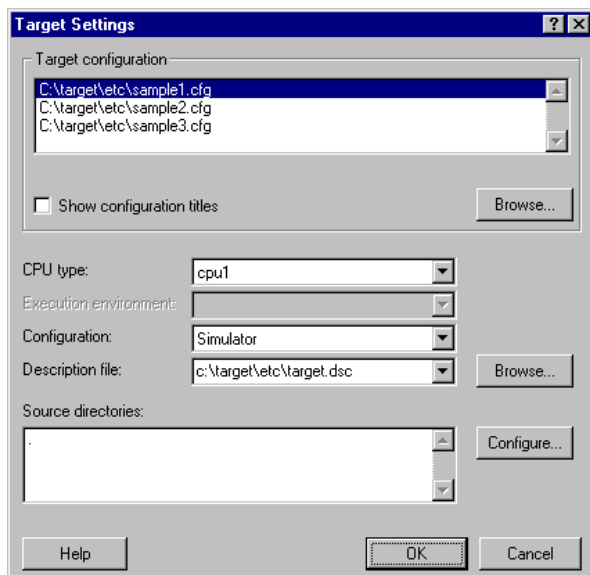 Target Settings
Target configuration
C:\target\etc\sample1.cfg
C:\target\etc\sample2.cfg
C:\target\etc\sample3.cfg
Show configuration titles
Browse...
CPU type:
cpu1
Execution environment:
Configuration:
Simulator
Description file:
c:\target\etc\target.dsc
Browse...
Source directories:
.
Configure...
Help
OK
Cancel